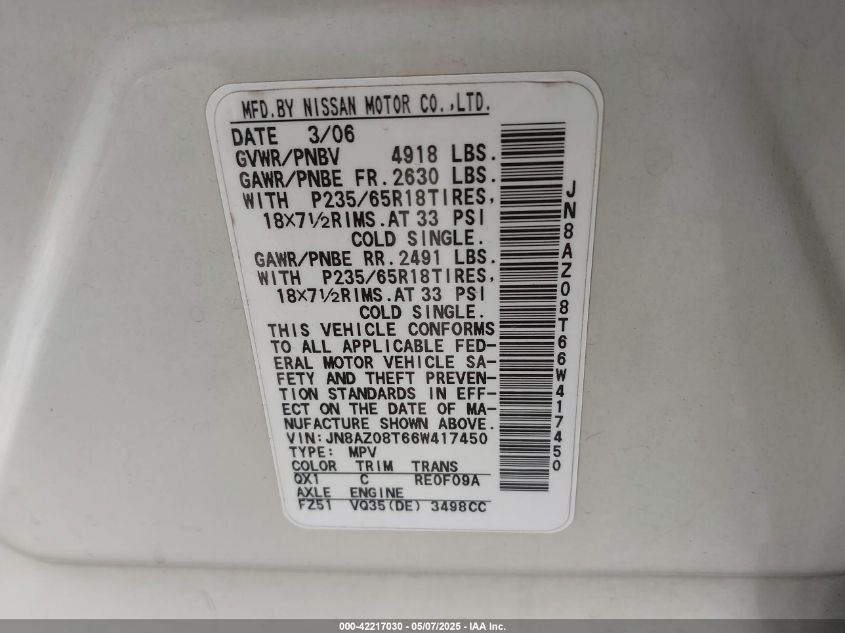 MFD.BY NISSAN MOTOR CO.,LTD.
DATE 3/06
GVWR/PNBV 4918 LBS.
GAWR/PNBE FR.2630 LBS.
WITH P235/65R18TIRES,
18×7½RIMS.AT 33 PSI
COLD SINGLE.
GAWR/PNBE RR.2491 LBS.
WITH P235/65R18TIRES,
18×7½RIMS.AT 33 PSI
COLD SINGLE.
THIS VEHICLE CONFORMS
TO ALL APPLICABLE FED-
ERAL MOTOR VEHICLE SA-
FETY AND THEFT PREVEN-
TION STANDARDS IN EFF-
ECT ON THE DATE OF MA-
NUFACTURE SHOWN ABOVE.
VIN:JN8AZ08T66W417450
TYPE: MPV
COLOR TRIM TRANS
QX1 C RE0F09A
AXLE ENGINE
FZ51 VQ35(DE) 3498CC
JN8AZ08T66W417450
000-42217030 - 05/07/2025 - IAA Inc.